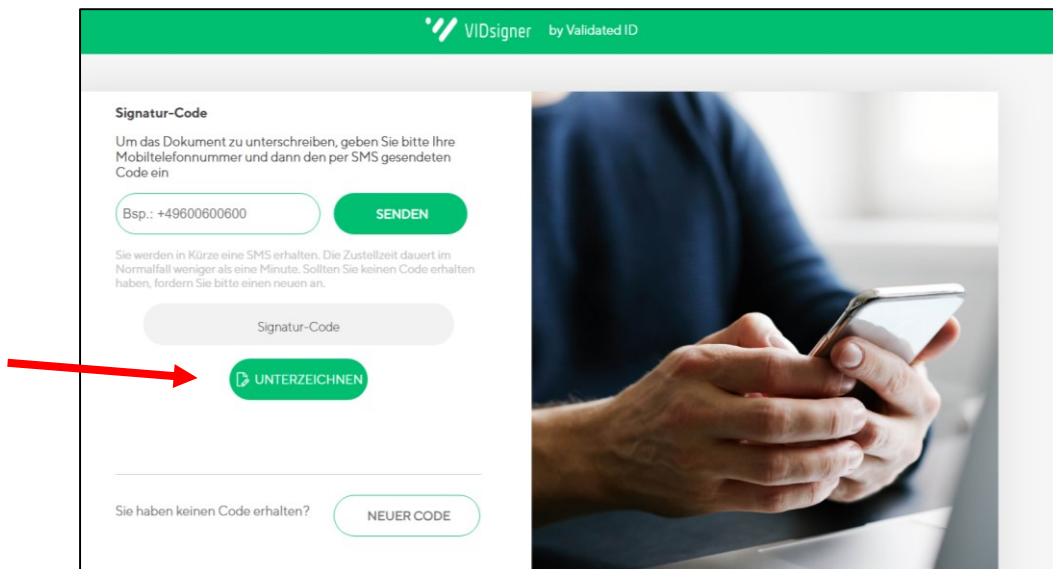 VIDsigner by Validated ID
Signatur-Code
Um das Dokument zu unterschreiben, geben Sie bitte Ihre
Mobiltelefonnummer und dann den per SMS gesendeten
Code ein
Bsp.: +49600600600
SENDEN
Sie werden in Kürze eine SMS erhalten. Die Zustellzeit dauert im
Normalfall weniger als eine Minute. Sollten Sie keinen Code erhalten
haben, fordern Sie bitte einen neuen an.
Signatur-Code
UNTERZEICHNEN
Sie haben keinen Code erhalten?
NEUER CODE